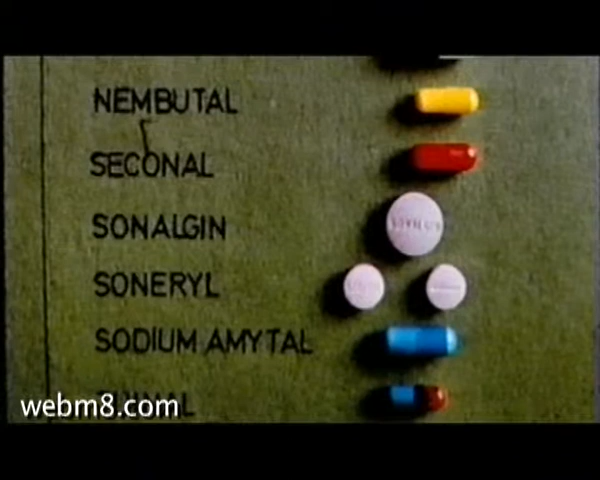 NEMBUTAL
SECONAL
SONALGIN
SONERYL
SODIUM AMYTAL
webm8.com